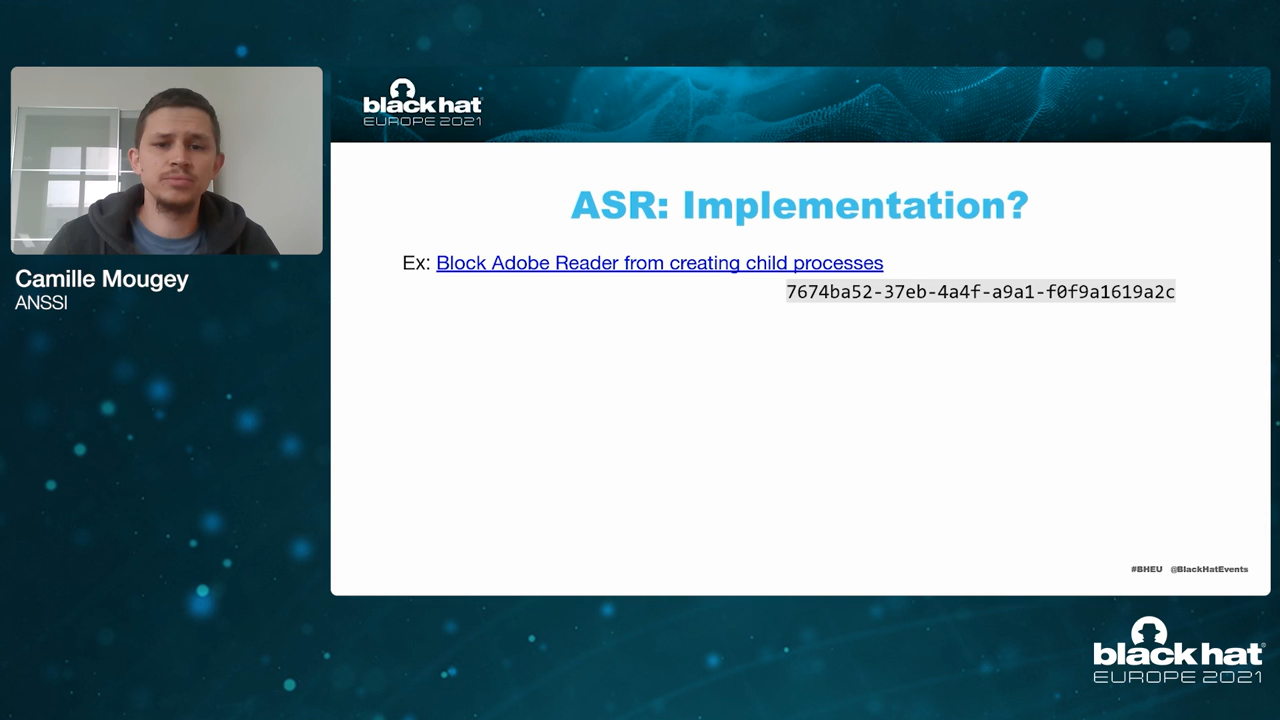 black hat
EUROPE 2021
Camille Mougey
ANSSI
ASR: Implementation?
Ex: Block Adobe Reader from creating child processes
7674ba52-37eb-4a4f-a9a1-f0f9a1619a2c
#BHEU @BlackHatEvents
black hat®
EUROPE 2021